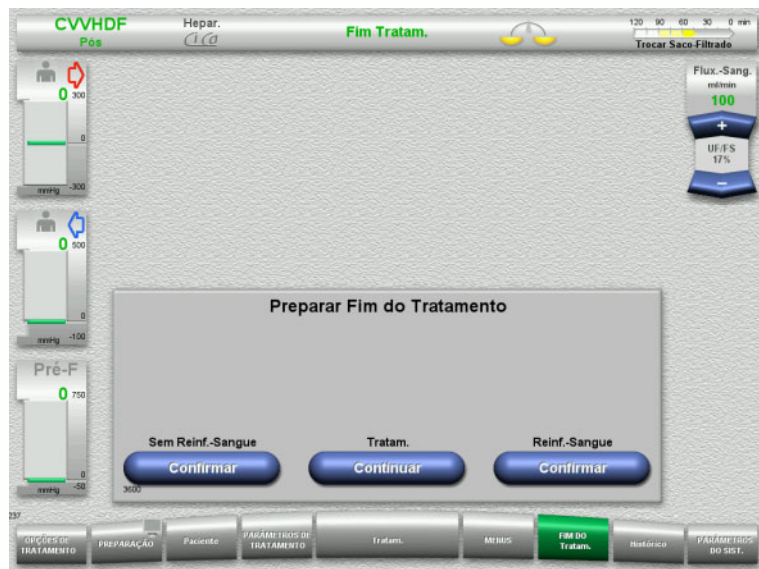 CVVHDF
Pós
Hepar.
Fim Tratam.
120 90 60 30 0 min
Trocar Saco-Filtrado
0 300
0
mmHg -300
0 500
0
mmHg -100
Pré-F
0 750
0
mmHg -50
Flux.-Sang.
ml/min
100
+
UF/FS
17%
−
Preparar Fim do Tratamento
Sem Reinf.-Sangue
Confirmar
Tratam.
Continuar
Reinf.-Sangue
Confirmar
3600
237
OPÇÕES DE
TRATAMENTO
PREPARAÇÃO
Paciente
PARÂMETROS DE
TRATAMENTO
Tratam.
MENUS
FIM DO
Tratam.
Histórico
PARÂMETROS
DO SIST.